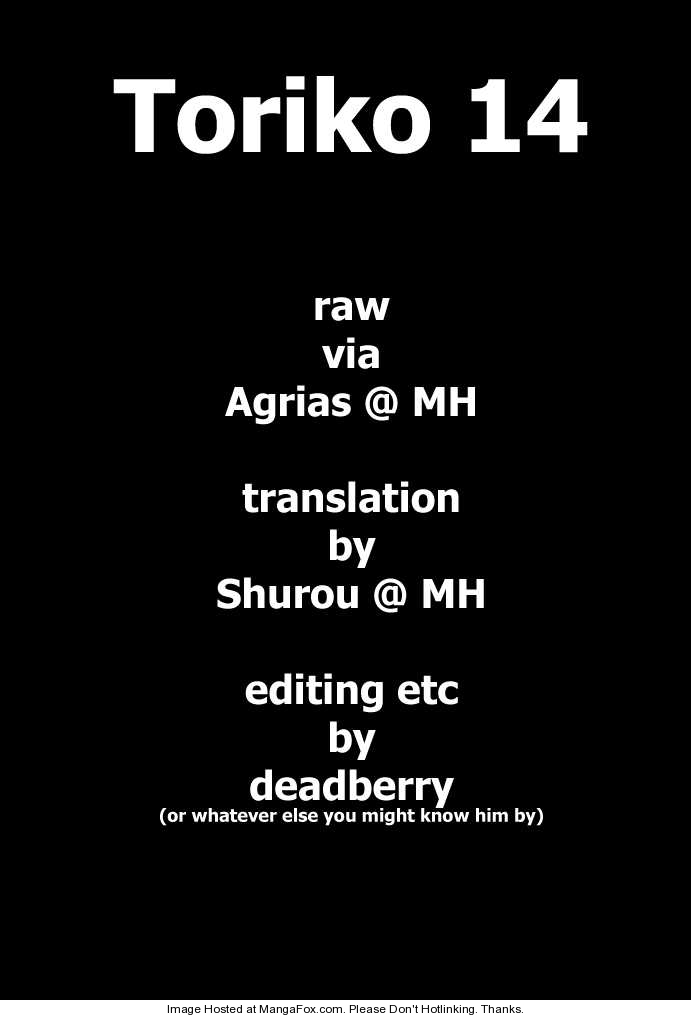 Toriko 14
raw
via
Agrias @ MH
translation
by
Shurou @ MH
editing etc
by
deadberry
(or whatever else you might know him by)
Image Hosted at MangaFox.com. Please Don't Hotlinking. Thanks.